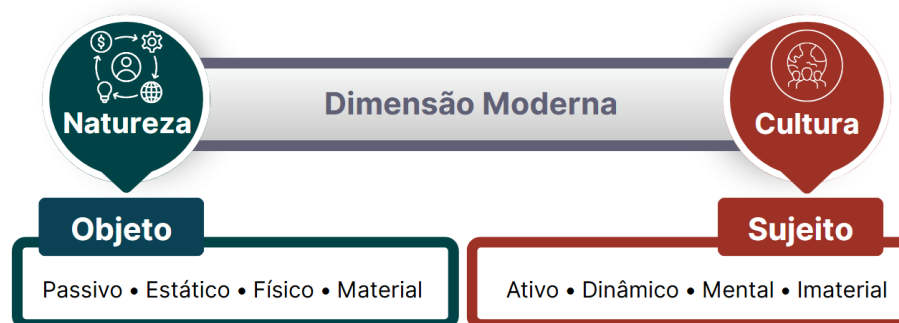 Dimensão Moderna
Natureza
Cultura
Objeto
Sujeito
Passivo • Estático • Físico • Material
Ativo • Dinâmico • Mental • Imaterial